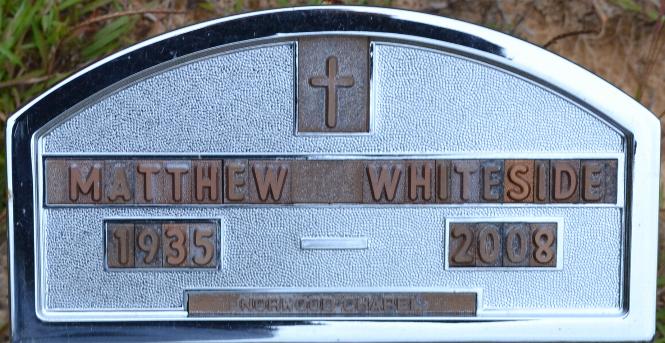 MATTHEW WHITESIDE
1935 — 2008
NORWOOD CHAPEL